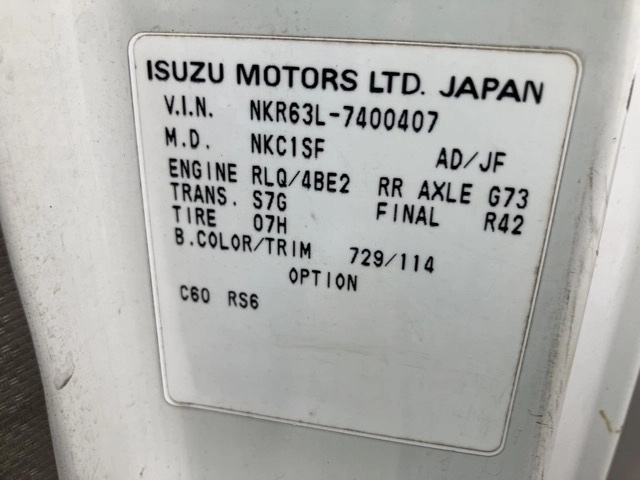 ISUZU MOTORS LTD. JAPAN
V.I.N. NKR63L-7400407
M.D. NKC1SF AD/JF
ENGINE RLQ/4BE2 RR AXLE G73
TRANS. S7G FINAL R42
TIRE 07H
B.COLOR/TRIM 729/114
OPTION
C60 RS6